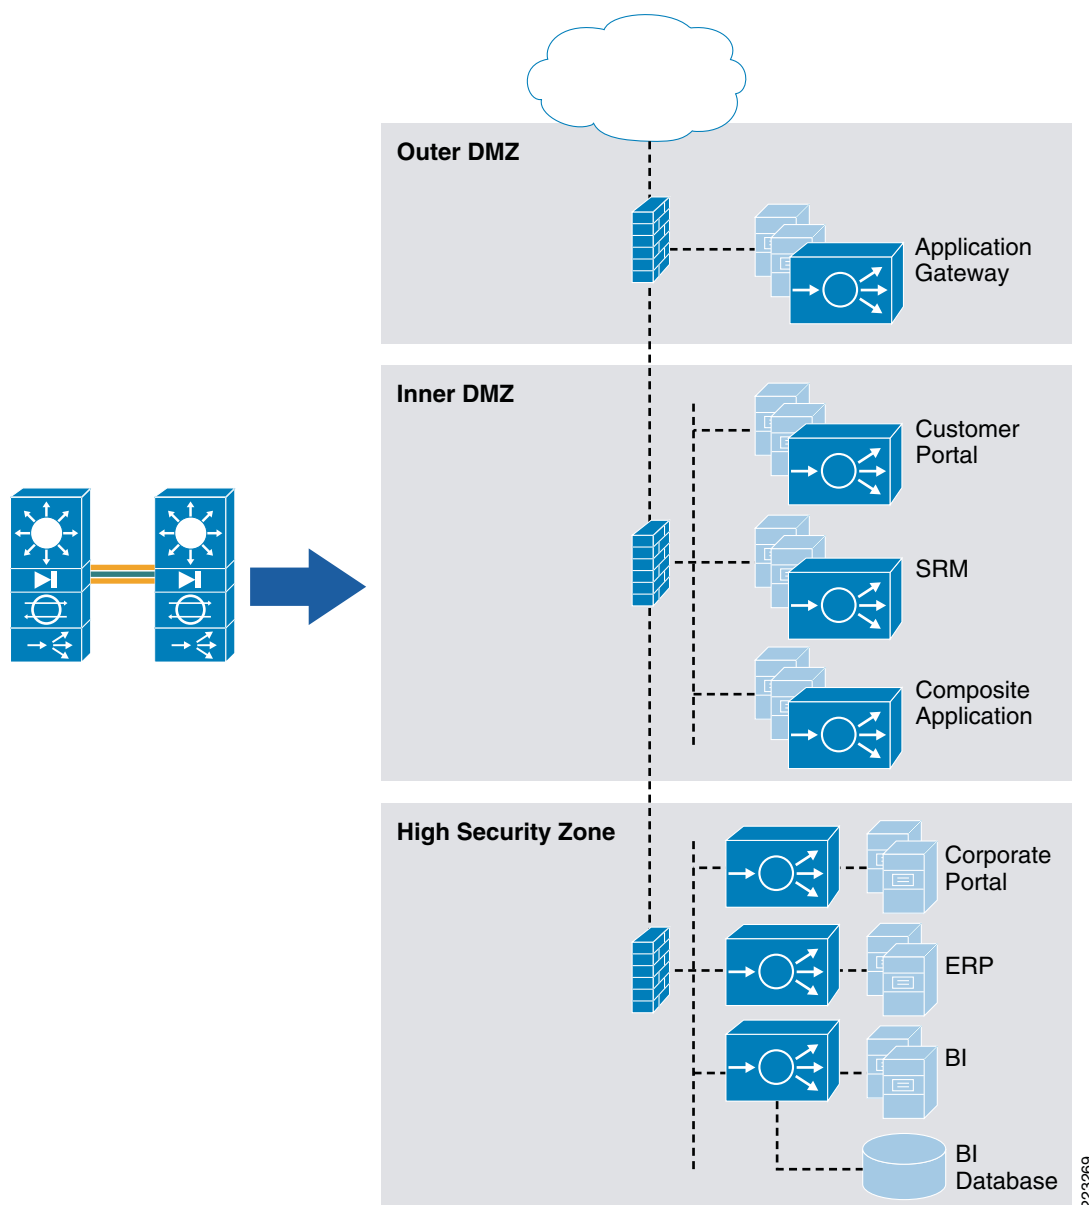 Outer DMZ
Application
Gateway
Inner DMZ
Customer
Portal
SRM
Composite
Application
High Security Zone
Corporate
Portal
ERP
BI
BI
Database
223269